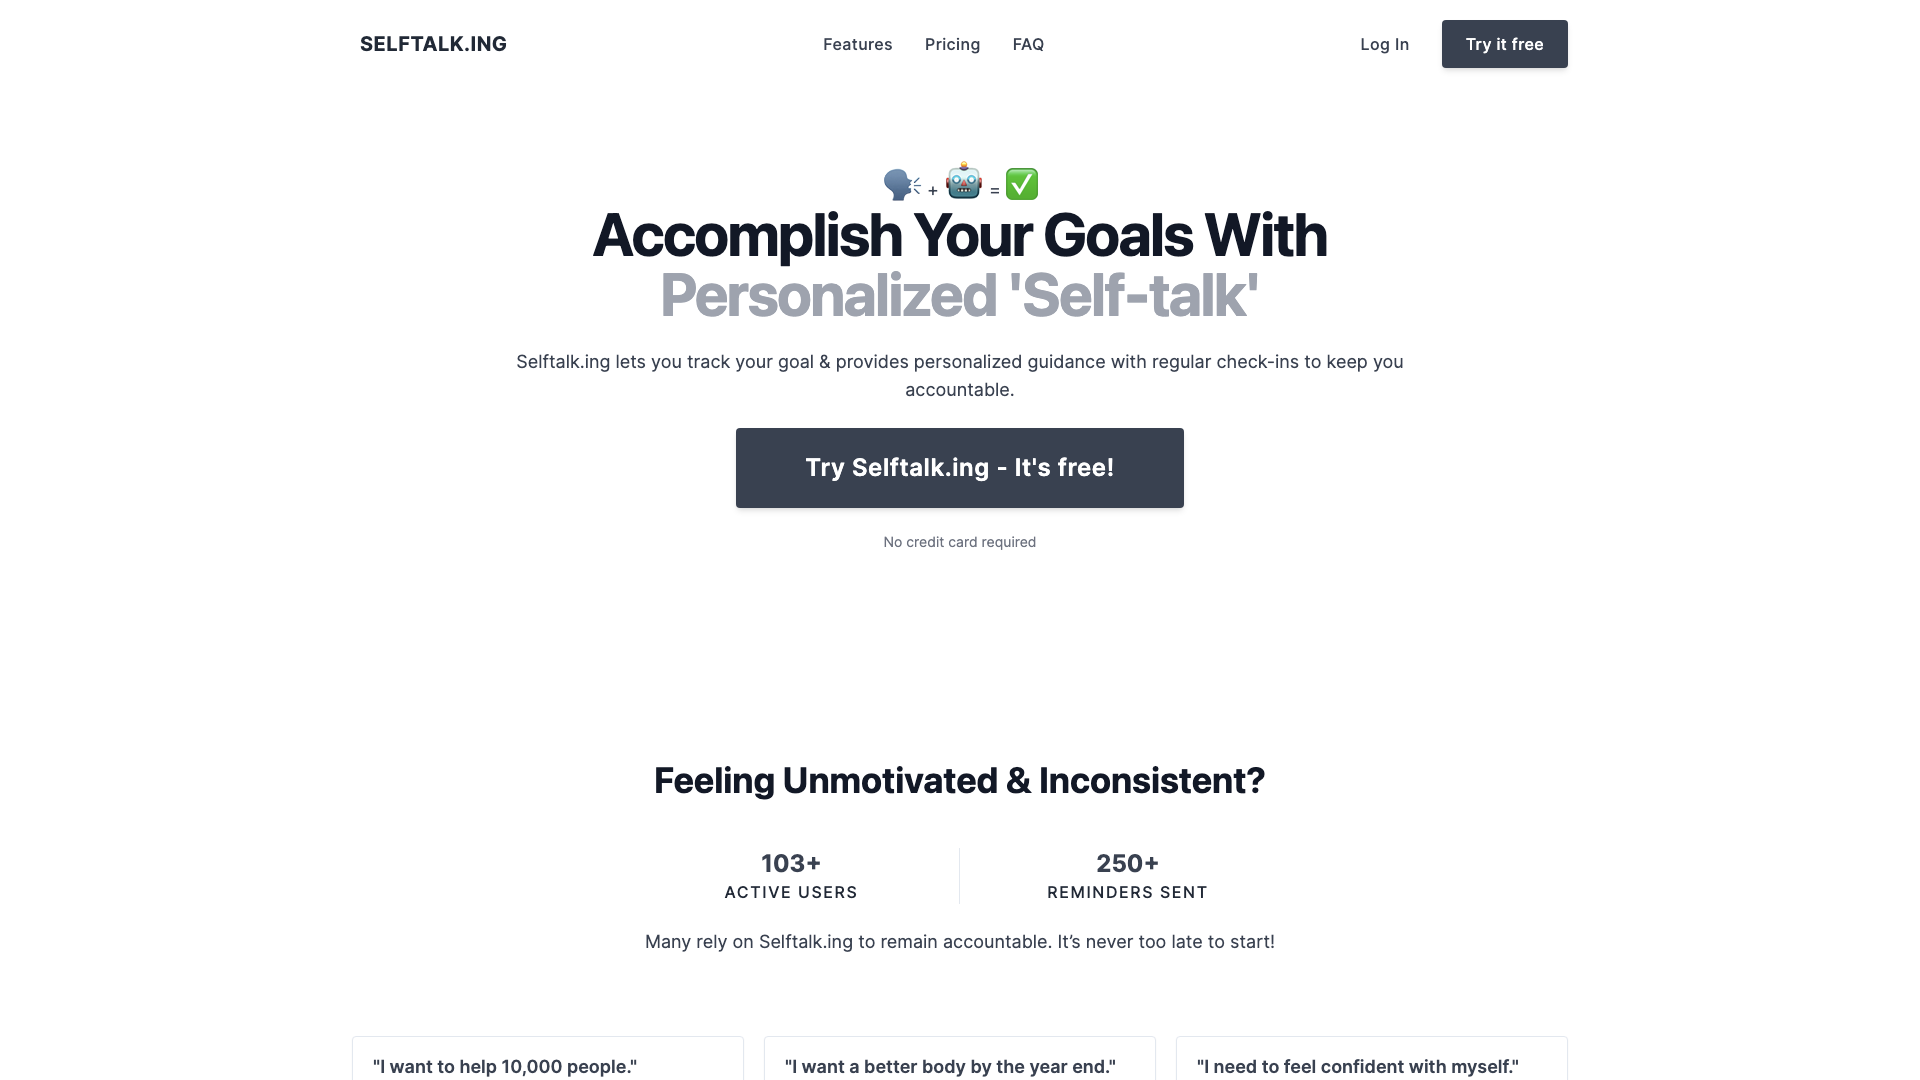 SELFTALK.ING
Features
Pricing
FAQ
Log In
Try it free
+ =
Accomplish Your Goals With
Personalized 'Self-talk'
Selftalk.ing lets you track your goal & provides personalized guidance with regular check-ins to keep you
accountable.
Try Selftalk.ing - It's free!
No credit card required
Feeling Unmotivated & Inconsistent?
103+
ACTIVE USERS
250+
REMINDERS SENT
Many rely on Selftalk.ing to remain accountable. It’s never too late to start!
"I want to help 10,000 people."
"I want a better body by the year end."
"I need to feel confident with myself."